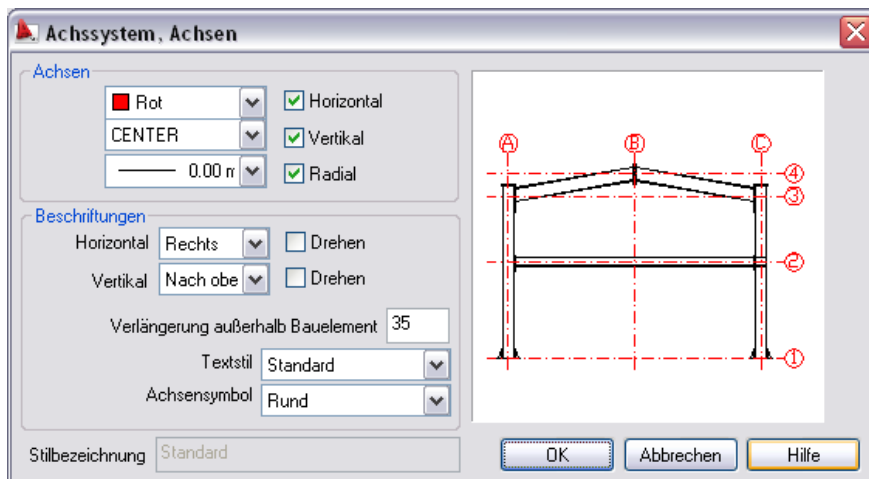 Achssystem, Achsen
Achsen
Rot
Horizontal
CENTER
Vertikal
0.00 m
Radial
Beschriftungen
Horizontal Rechts Drehen
Vertikal Nach obe Drehen
Verlängerung außerhalb Bauelement 35
Textstil Standard
Achsensymbol Rund
Stilbezeichnung Standard
A B C
4
3
2
1
OK Abbrechen Hilfe